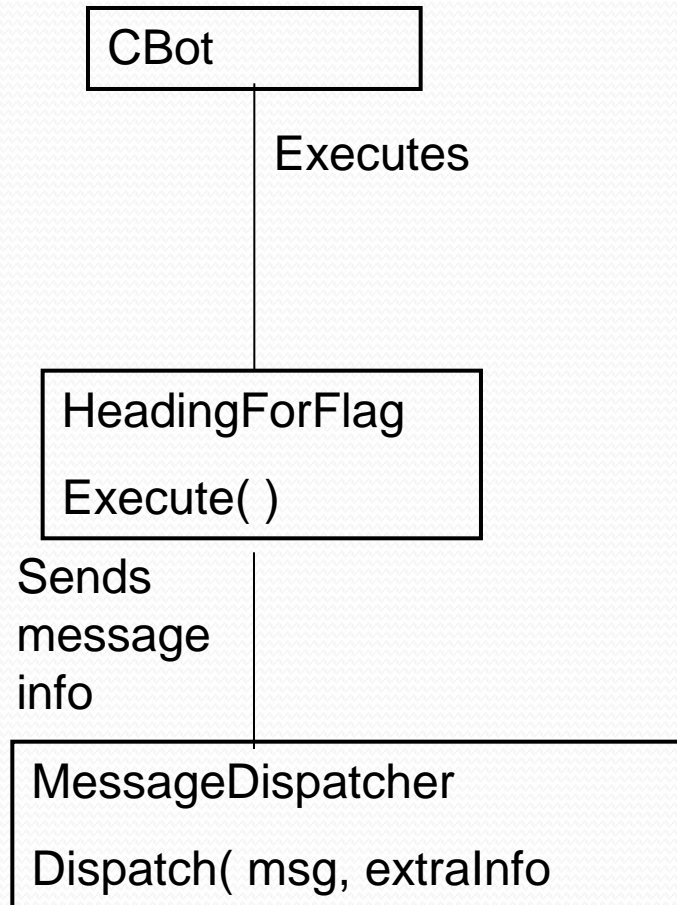 CBot
Executes
HeadingForFlag
Execute( )
Sends
message
info
MessageDispatcher
Dispatch( msg, extraInfo